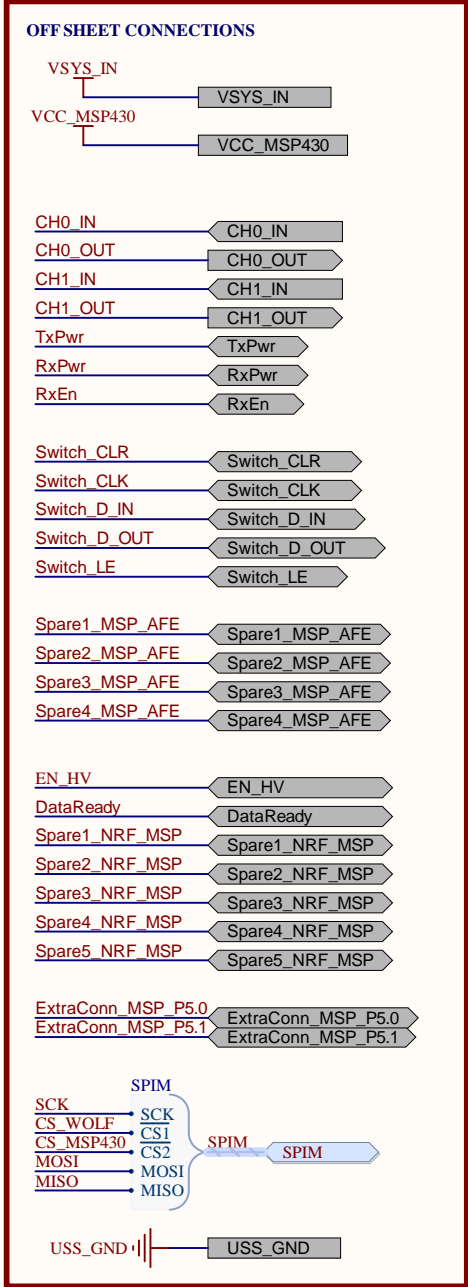 OFF SHEET CONNECTIONS
VSYS_IN
VSYS_IN
VCC_MSP430
VCC_MSP430
CH0_IN CH0_IN
CH0_OUT CH0_OUT
CH1_IN CH1_IN
CH1_OUT CH1_OUT
TxPwr TxPwr
RxPwr RxPwr
RxEn RxEn
Switch_CLR Switch_CLR
Switch_CLK Switch_CLK
Switch_D_IN Switch_D_IN
Switch_D_OUT Switch_D_OUT
Switch_LE Switch_LE
Spare1_MSP_AFE Spare1_MSP_AFE
Spare2_MSP_AFE Spare2_MSP_AFE
Spare3_MSP_AFE Spare3_MSP_AFE
Spare4_MSP_AFE Spare4_MSP_AFE
EN_HV EN_HV
DataReady DataReady
Spare1_NRF_MSP Spare1_NRF_MSP
Spare2_NRF_MSP Spare2_NRF_MSP
Spare3_NRF_MSP Spare3_NRF_MSP
Spare4_NRF_MSP Spare4_NRF_MSP
Spare5_NRF_MSP Spare5_NRF_MSP
ExtraConn_MSP_P5.0 ExtraConn_MSP_P5.0
ExtraConn_MSP_P5.1 ExtraConn_MSP_P5.1
SPIM
SCK SCK
CS_WOLF CS1
CS_MSP430 CS2 SPIM SPIM
MOSI MOSI
MISO MISO
USS_GND USS_GND